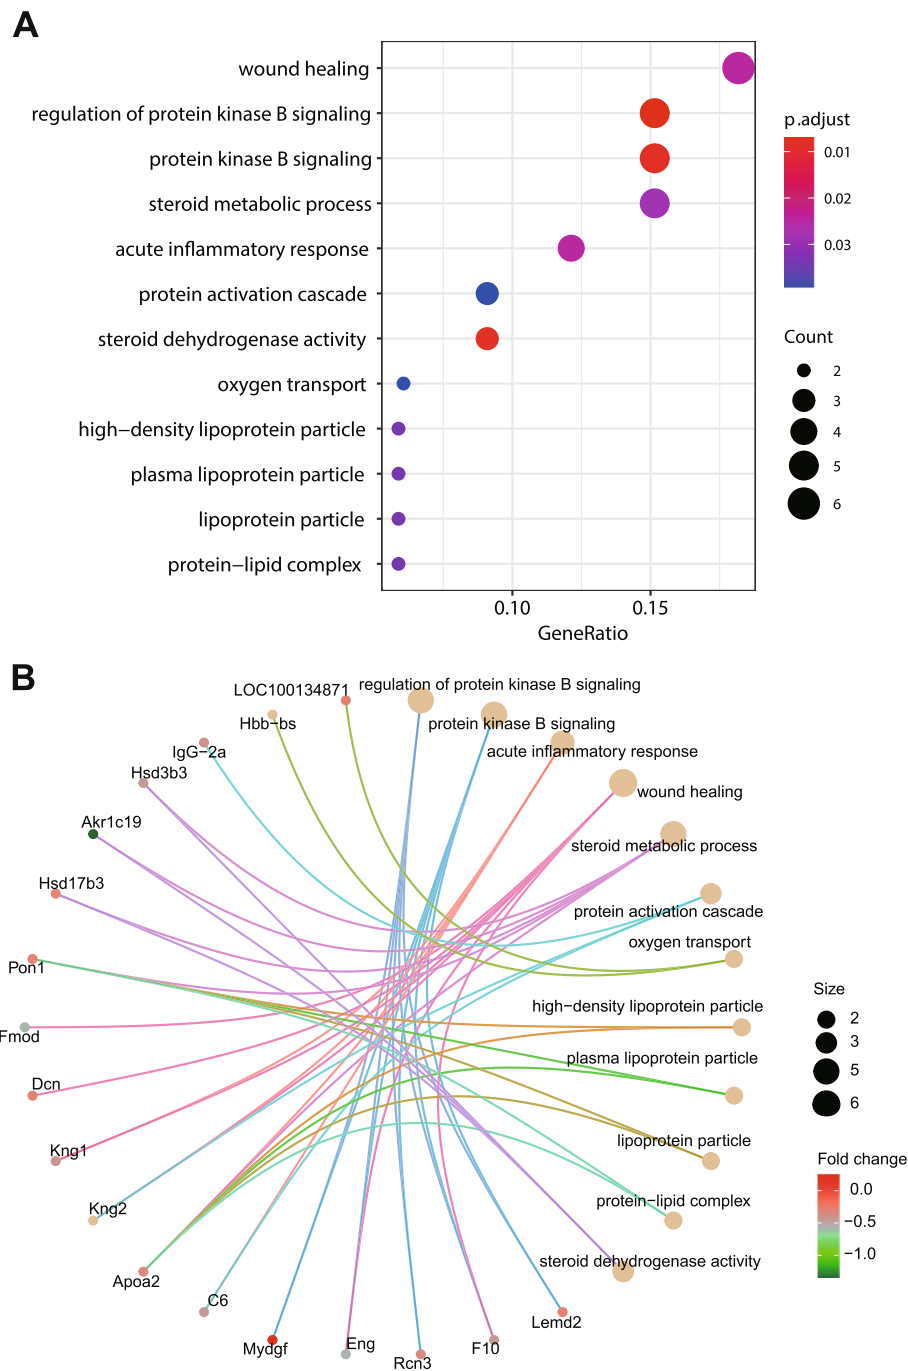 A
wound healing
regulation of protein kinase B signaling
protein kinase B signaling
steroid metabolic process
acute inflammatory response
protein activation cascade
steroid dehydrogenase activity
oxygen transport
high−density lipoprotein particle
plasma lipoprotein particle
lipoprotein particle
protein−lipid complex
0.10
0.15
GeneRatio
p.adjust
0.01
0.02
0.03
Count
2
3
4
5
6
B
LOC100134871
regulation of protein kinase B signaling
Hbb−bs
protein kinase B signaling
IgG−2a
acute inflammatory response
Hsd3b3
wound healing
Akr1c19
steroid metabolic process
Hsd17b3
protein activation cascade
oxygen transport
Pon1
high−density lipoprotein particle
Fmod
plasma lipoprotein particle
Dcn
lipoprotein particle
Kng1
protein−lipid complex
Kng2
steroid dehydrogenase activity
Apoa2
C6
Lemd2
Mydgf
Eng
F10
Rcn3
Size
2
3
5
6
Fold change
0.0
−0.5
−1.0